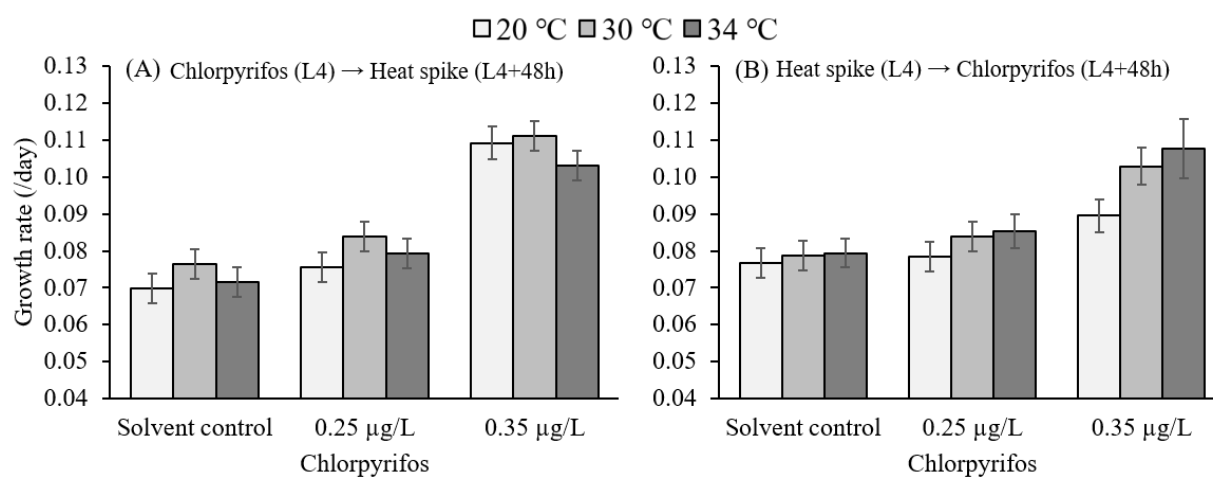 20 °C 30 °C 34 °C
(A) Chlorpyrifos (L4) → Heat spike (L4+48h)
Growth rate (/day)
0.13
0.12
0.11
0.10
0.09
0.08
0.07
0.06
0.05
0.04
Solvent control 0.25 µg/L 0.35 µg/L
Chlorpyrifos
(B) Heat spike (L4) → Chlorpyrifos (L4+48h)
0.13
0.12
0.11
0.10
0.09
0.08
0.07
0.06
0.05
0.04
Solvent control 0.25 µg/L 0.35 µg/L
Chlorpyrifos